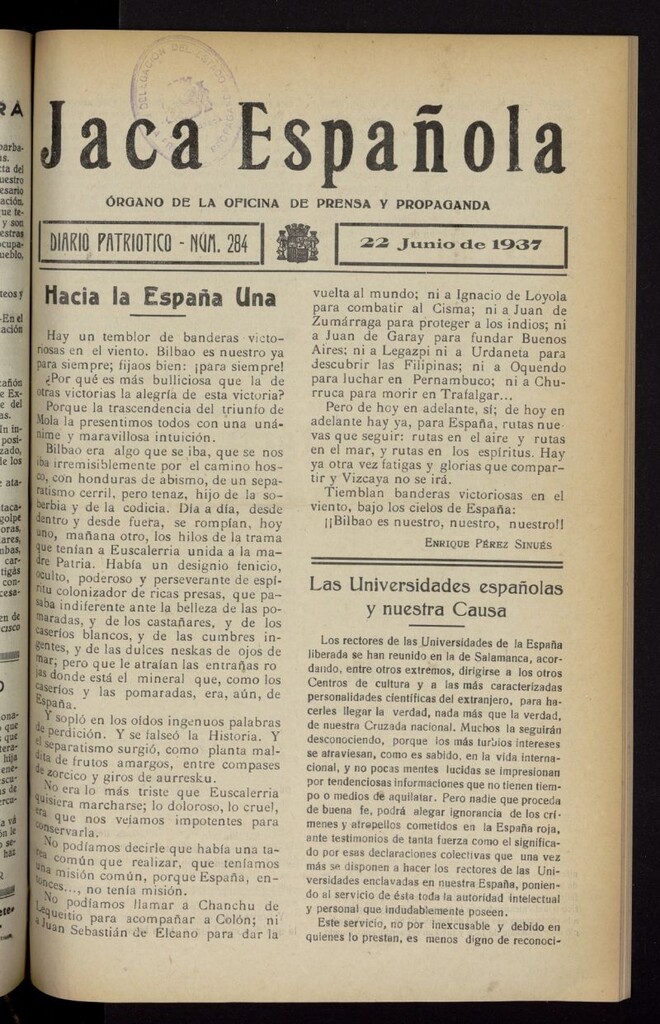 Jaca Española
ÓRGANO DE LA OFICINA DE PRENSA Y PROPAGANDA
DIARIO PATRIOTICO - NÚM. 284
22 Junio de 1937
Hacia la España Una
Hay un temblor de banderas victo-
riosas en el viento. Bilbao es nuestro ya
para siempre; fijaos bien: ¡para siempre!
¿Por qué es más bulliciosa que la de
otras victorias la alegría de esta victoria?
Porque la trascendencia del triunfo de
Mola la presentimos todos con una uná-
nime y maravillosa intuición.
Bilbao era algo que se iba, que se nos
iba irremisiblemente por el camino hos-
co, con honduras de abismo, de un sepa-
ratismo cerril, pero tenaz, hijo de la so-
berbia y de la codicia. Día a día, desde
dentro y desde fuera, se rompían, hoy
uno, mañana otro, los hilos de la trama
que tenían a Euscalerria unida a la ma-
dre Patria. Había un designio fenicio,
oculto, poderoso y perseverante de espí-
ritu colonizador de ricas presas, que pa-
saba indiferente ante la belleza de las po-
maradas, y de los castañares, y de los
caseríos blancos, y de las cumbres in-
gentes, y de las dulces neskas de ojos de
mar; pero que le atraían las entrañas ro
jas donde está el mineral que, como los
caseríos y las pomaradas, era, aún, de
España.
Y sopló en los oídos ingenuos palabras
de perdición. Y se falseó la Historia. Y
el separatismo surgió, como planta mal-
dita de frutos amargos, entre compases
de zorcico y giros de aurresku.
No era lo más triste que Euscalerria
quisiera marcharse; lo doloroso, lo cruel,
era que nos veíamos impotentes para
conservarla.
No podíamos decirle que había una ta-
rea común que realizar, que teníamos
una misión común, porque España, en-
tonces..., no tenía misión.
No podíamos llamar a Chanchu de
Lequeitio para acompañar a Colón; ni
a Juan Sebastián de Elcano para dar la
vuelta al mundo; ni a Ignacio de Loyola
para combatir al Cisma; ni a Juan de
Zumárraga para proteger a los indios; ni
a Juan de Garay para fundar Buenos
Aires; ni a Legazpi ni a Urdaneta para
descubrir las Filipinas; ni a Oquendo
para luchar en Pernambuco; ni a Chu-
rruca para morir en Trafalgar...
Pero de hoy en adelante, sí; de hoy en
adelante hay ya, para España, rutas nue-
vas que seguir: rutas en el aire y rutas
en el mar, y rutas en los espíritus. Hay
ya otra vez fatigas y glorias que compar-
tir y Vizcaya no se irá.
Tiemblan banderas victoriosas en el
viento, bajo los cielos de España:
¡¡Bilbao es nuestro, nuestro, nuestro!!
ENRIQUE PÉREZ SINUÉS
Las Universidades españolas
y nuestra Causa
Los rectores de las Universidades de la España
liberada se han reunido en la de Salamanca, acor-
dando, entre otros extremos, dirigirse a los otros
Centros de cultura y a las más caracterizadas
personalidades científicas del extranjero, para ha-
cerles llegar la verdad, nada más que la verdad,
de nuestra Cruzada nacional. Muchos la seguirán
desconociendo, porque los más turbios intereses
se atraviesan, como es sabido, en la vida interna-
cional, y no pocas mentes lucidas se impresionan
por tendenciosas informaciones que no tienen tiem-
po o medios de aquilatar. Pero nadie que proceda
de buena fe, podrá alegar ignorancia de los crí-
menes y atropellos cometidos en la España roja,
ante testimonios de tanta fuerza como el significa-
do por esas declaraciones colectivas que una vez
más se disponen a hacer los rectores de las Uni-
versidades enclavadas en nuestra España, ponien-
do al servicio de ésta toda la autoridad intelectual
y personal que indudablemente poseen.
Este servicio, no por inexcusable y debido en
quienes lo prestan, es menos digno de reconoci-